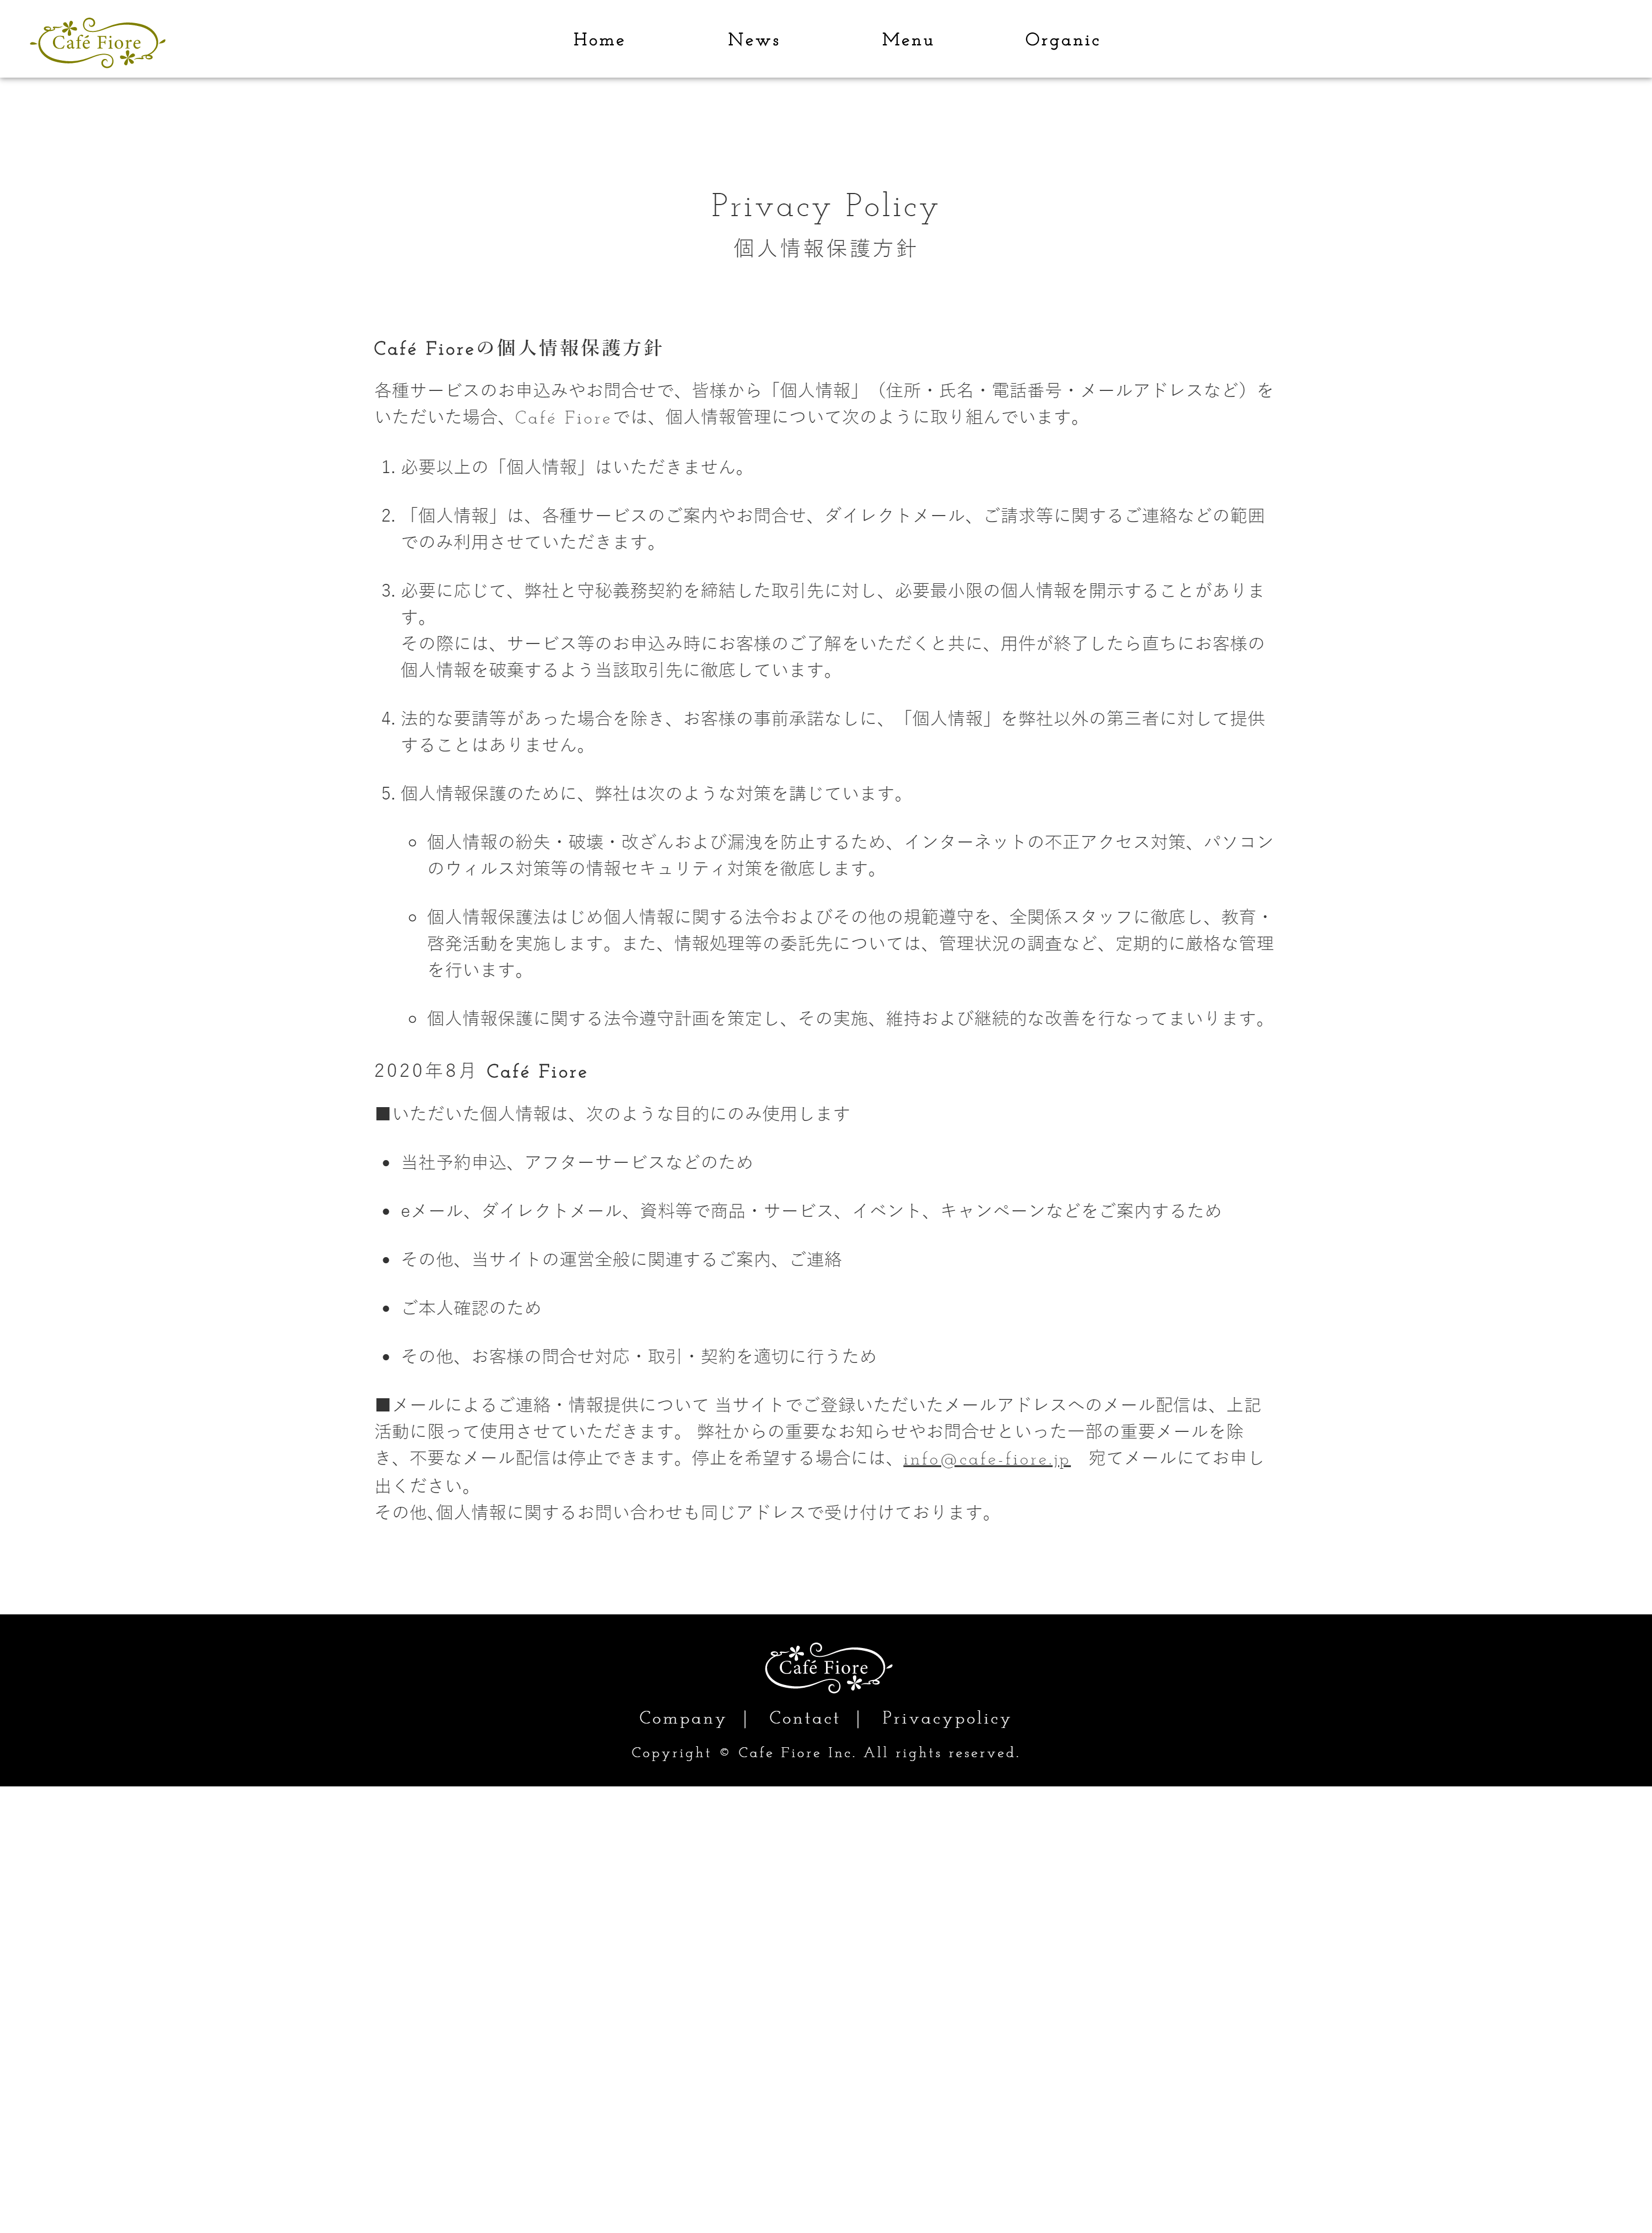 Café Fiore
Home
News
Menu
Organic
Privacy Policy
個人情報保護方針
Café Fioreの個人情報保護方針
各種サービスのお申込みやお問合せで、皆様から「個人情報」（住所・氏名・電話番号・メールアドレスなど）を
いただいた場合、Café Fioreでは、個人情報管理について次のように取り組んでいます。
1. 必要以上の「個人情報」はいただきません。
2. 「個人情報」は、各種サービスのご案内やお問合せ、ダイレクトメール、ご請求等に関するご連絡などの範囲
でのみ利用させていただきます。
3. 必要に応じて、弊社と守秘義務契約を締結した取引先に対し、必要最小限の個人情報を開示することがありま
す。
その際には、サービス等のお申込み時にお客様のご了解をいただくと共に、用件が終了したら直ちにお客様の
個人情報を破棄するよう当該取引先に徹底しています。
4. 法的な要請等があった場合を除き、お客様の事前承諾なしに、「個人情報」を弊社以外の第三者に対して提供
することはありません。
5. 個人情報保護のために、弊社は次のような対策を講じています。
個人情報の紛失・破壊・改ざんおよび漏洩を防止するため、インターネットの不正アクセス対策、パソコン
のウィルス対策等の情報セキュリティ対策を徹底します。
個人情報保護法はじめ個人情報に関する法令およびその他の規範遵守を、全関係スタッフに徹底し、教育・
啓発活動を実施します。また、情報処理等の委託先については、管理状況の調査など、定期的に厳格な管理
を行います。
個人情報保護に関する法令遵守計画を策定し、その実施、維持および継続的な改善を行なってまいります。
2020年8月 Café Fiore
■いただいた個人情報は、次のような目的にのみ使用します
当社予約申込、アフターサービスなどのため
eメール、ダイレクトメール、資料等で商品・サービス、イベント、キャンペーンなどをご案内するため
その他、当サイトの運営全般に関連するご案内、ご連絡
ご本人確認のため
その他、お客様の問合せ対応・取引・契約を適切に行うため
■メールによるご連絡・情報提供について 当サイトでご登録いただいたメールアドレスへのメール配信は、上記
活動に限って使用させていただきます。 弊社からの重要なお知らせやお問合せといった一部の重要メールを除
き、不要なメール配信は停止できます。停止を希望する場合には、info@cafe-fiore.jp　宛てメールにてお申し
出ください。
その他､個人情報に関するお問い合わせも同じアドレスで受け付けております。
Café Fiore
Company | Contact | Privacypolicy
Copyright © Cafe Fiore Inc. All rights reserved.